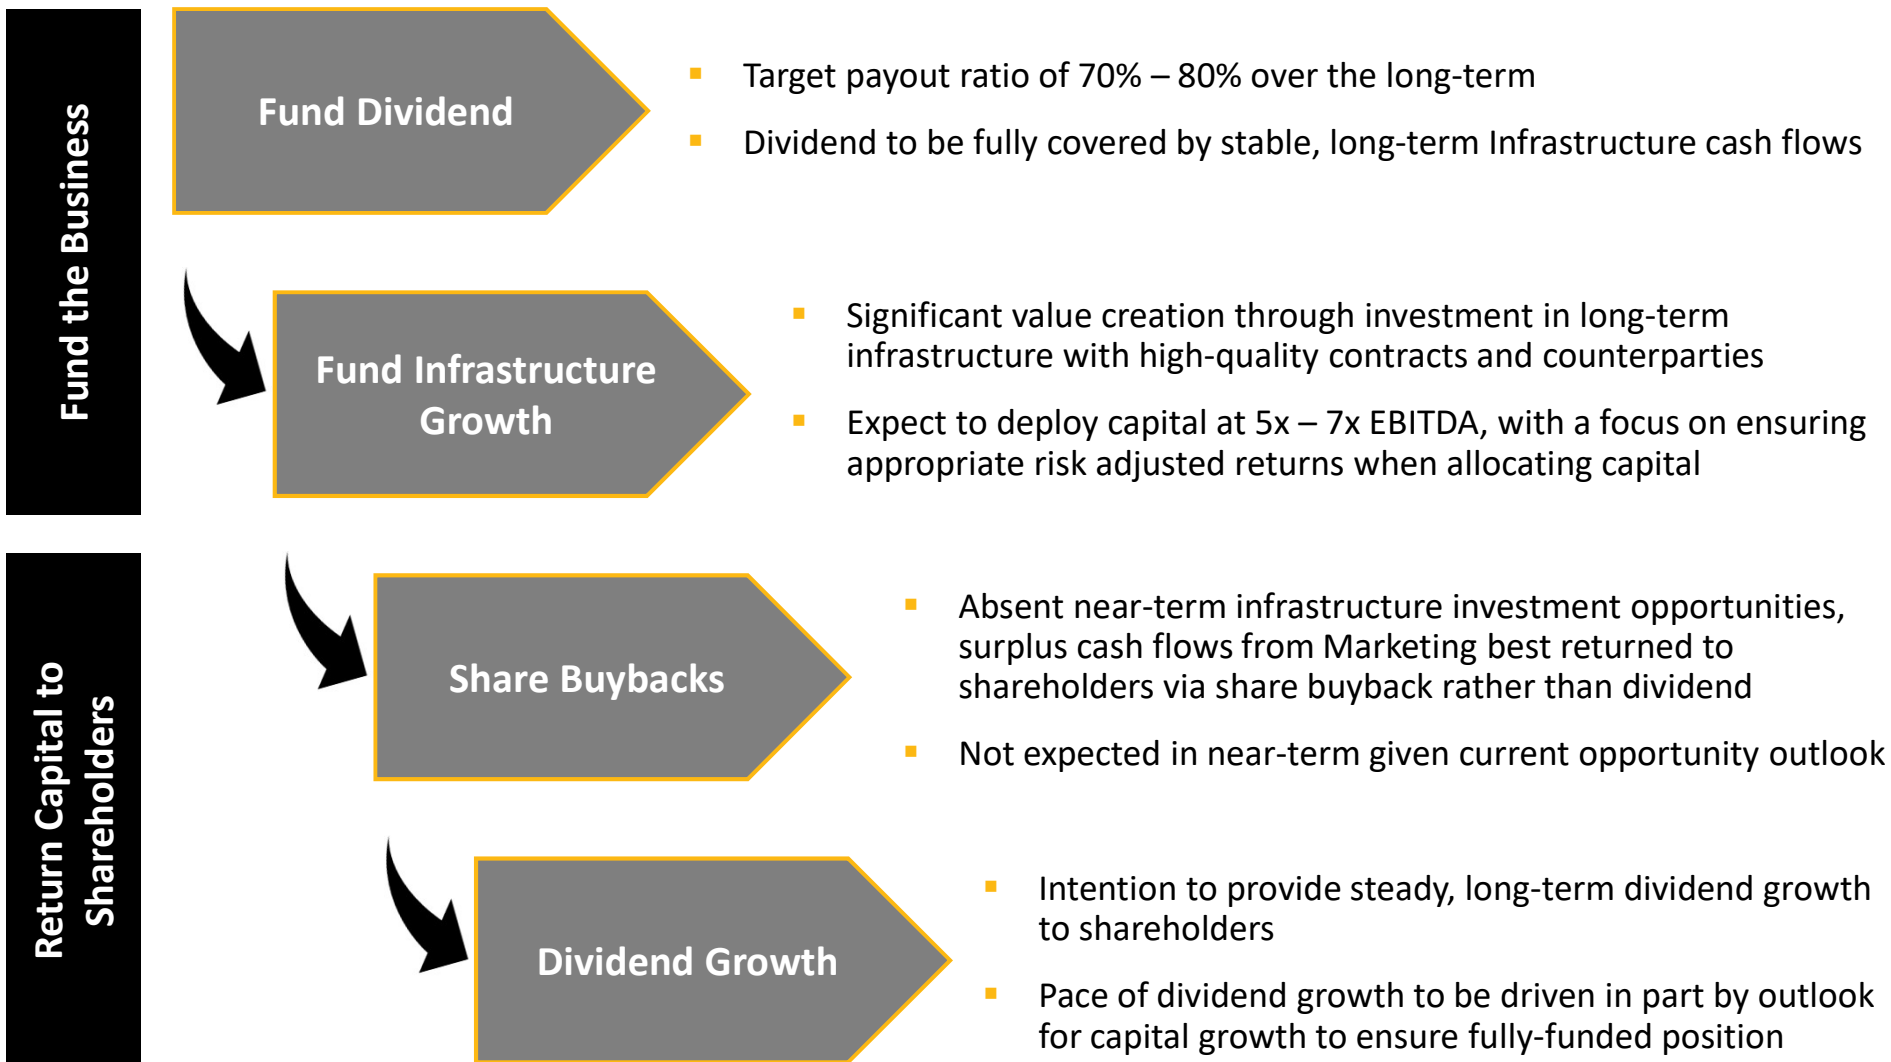 Fund the Business
Fund Dividend
▪ Target payout ratio of 70% – 80% over the long-term
▪ Dividend to be fully covered by stable, long-term Infrastructure cash flows
Fund Infrastructure
Growth
▪ Significant value creation through investment in long-term
infrastructure with high-quality contracts and counterparties
▪ Expect to deploy capital at 5x – 7x EBITDA, with a focus on ensuring
appropriate risk adjusted returns when allocating capital
Return Capital to
Shareholders
Share Buybacks
▪ Absent near-term infrastructure investment opportunities,
surplus cash flows from Marketing best returned to
shareholders via share buyback rather than dividend
▪ Not expected in near-term given current opportunity outlook
Dividend Growth
▪ Intention to provide steady, long-term dividend growth
to shareholders
▪ Pace of dividend growth to be driven in part by outlook
for capital growth to ensure fully-funded position